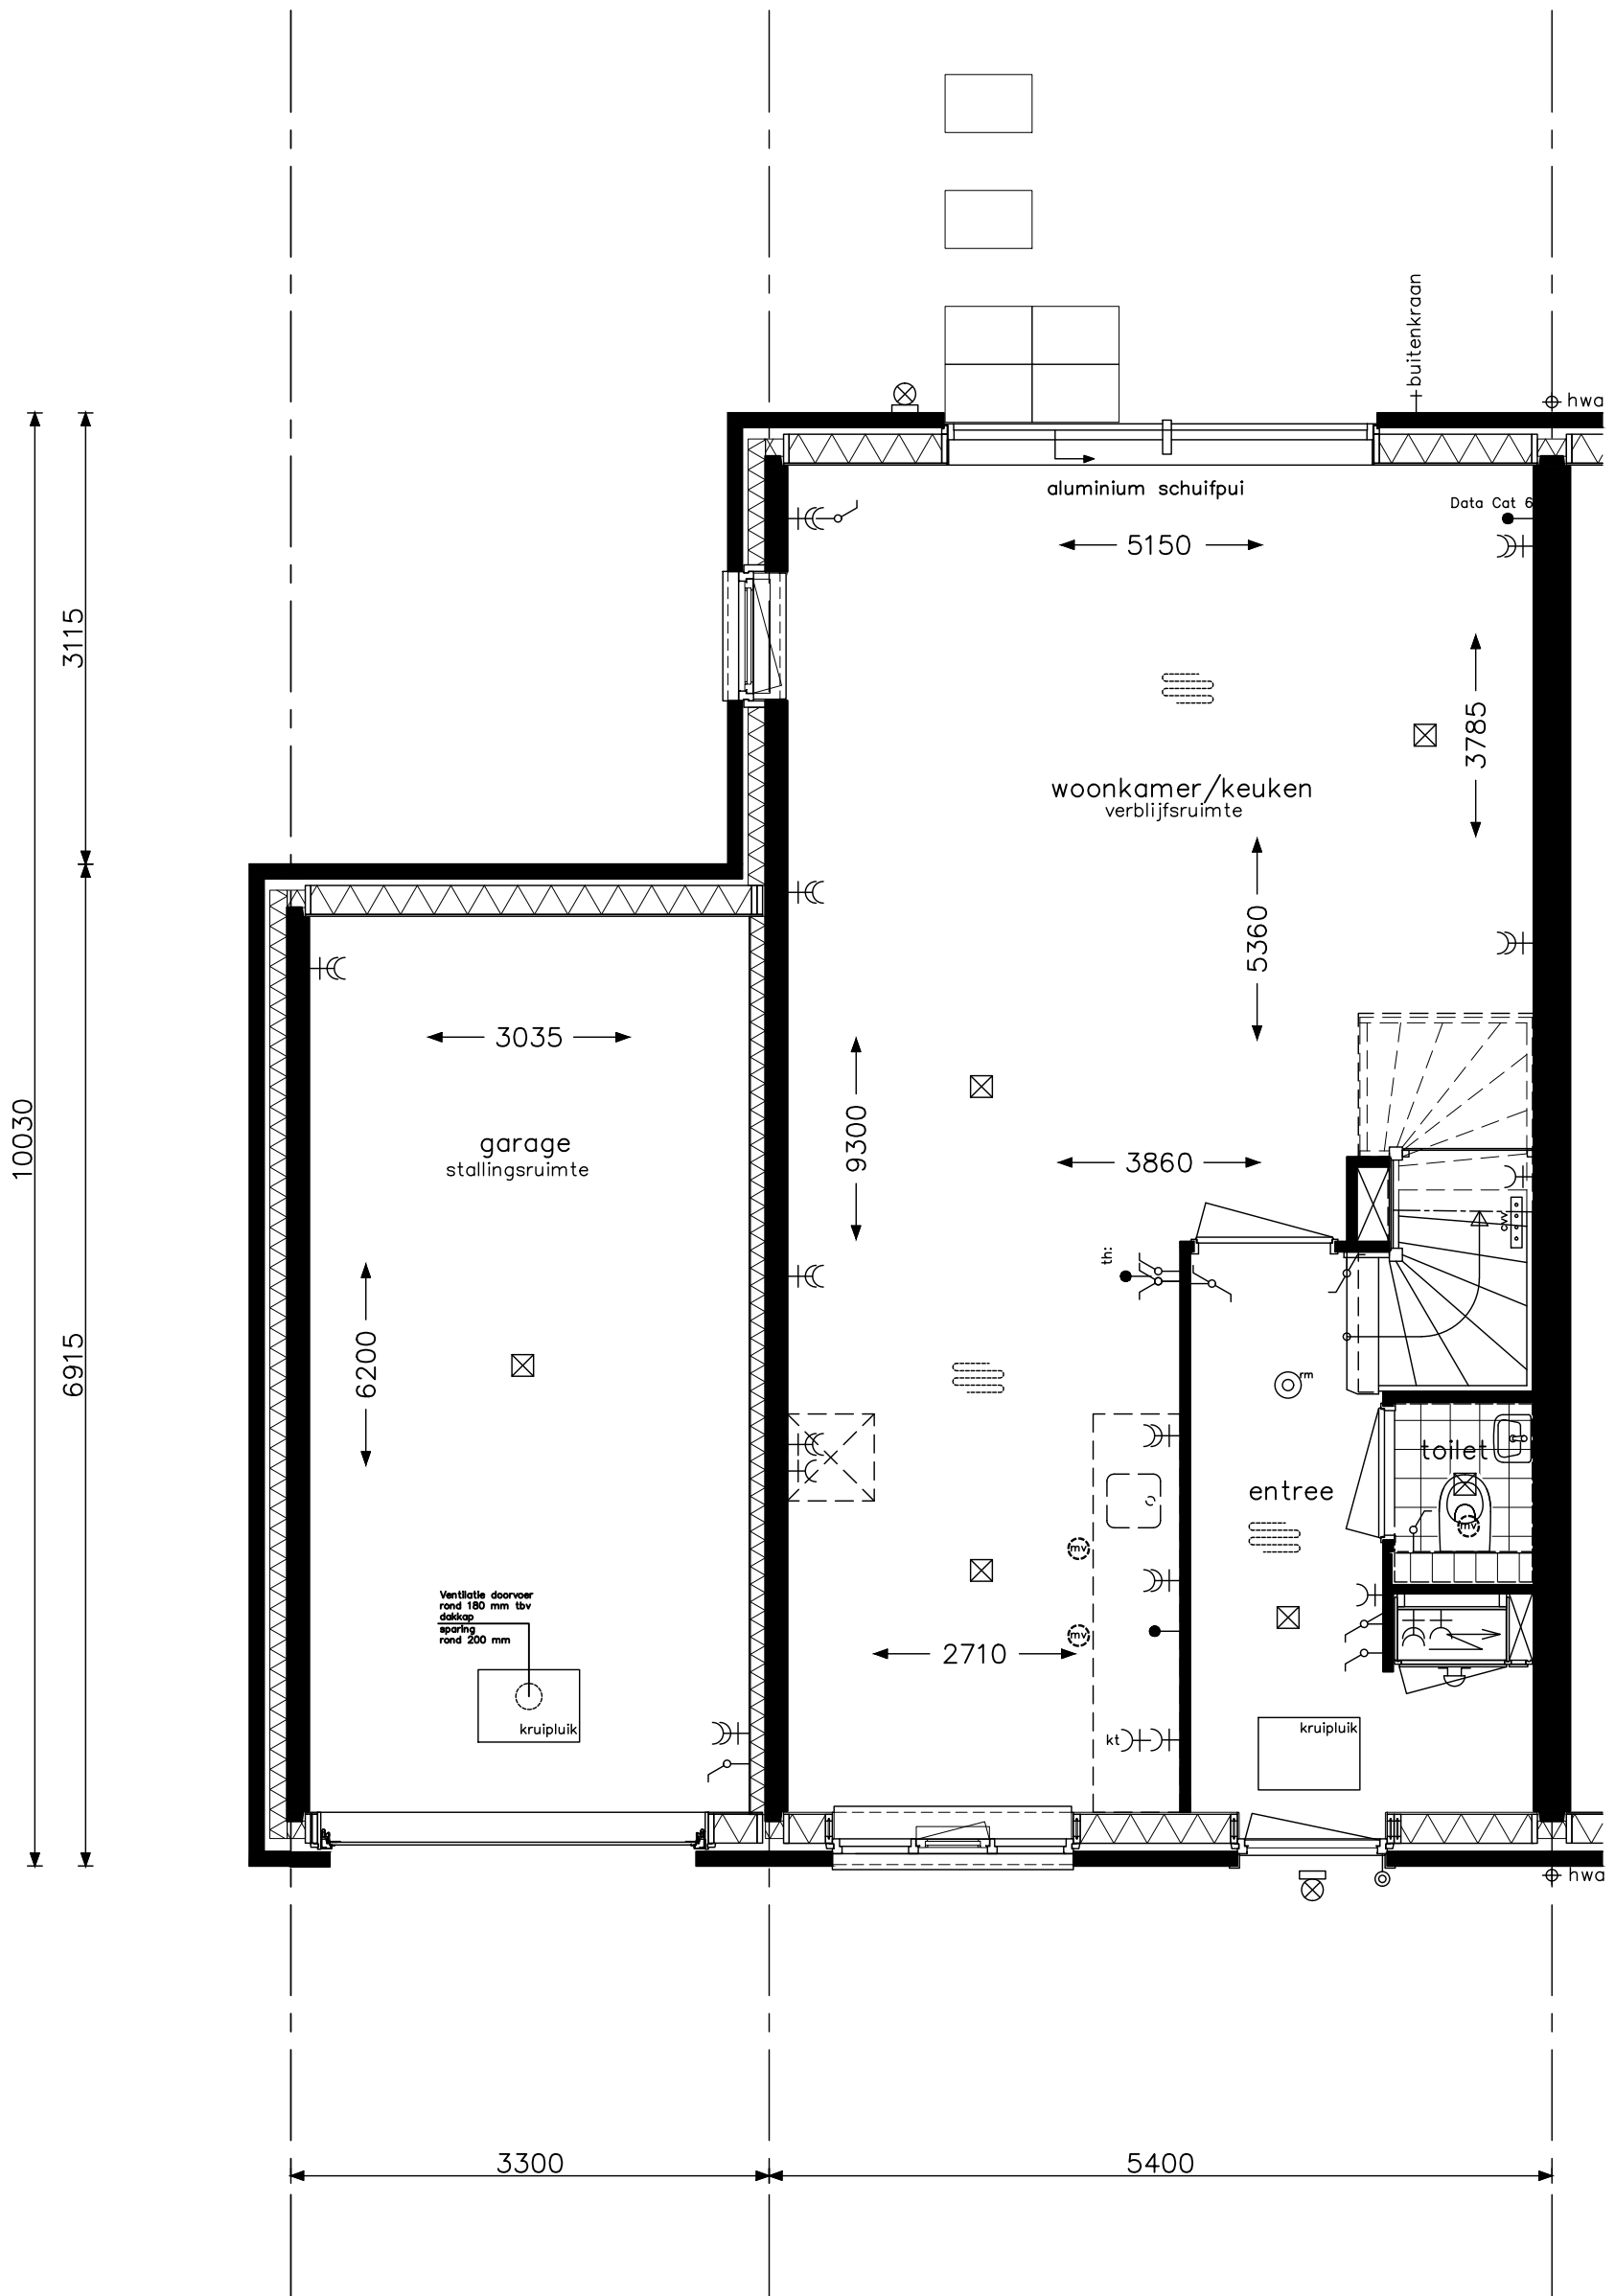 buitenkraan
hwa
aluminium schuifpui
Data Cat 6
5150
3115
3785
woonkamer/keuken
verblijfsruimte
5360
3035
10030
9300
garage
stallingsruimte
3860
cvv
th:
6915
6200
rm
toilet
entree
mv
mv
Ventilatie doorvoer
rond 180 mm tbv
dakkap
sparing
rond 200 mm
mv
2710
kruipluik
kt
kruipluik
hwa
3300
5400